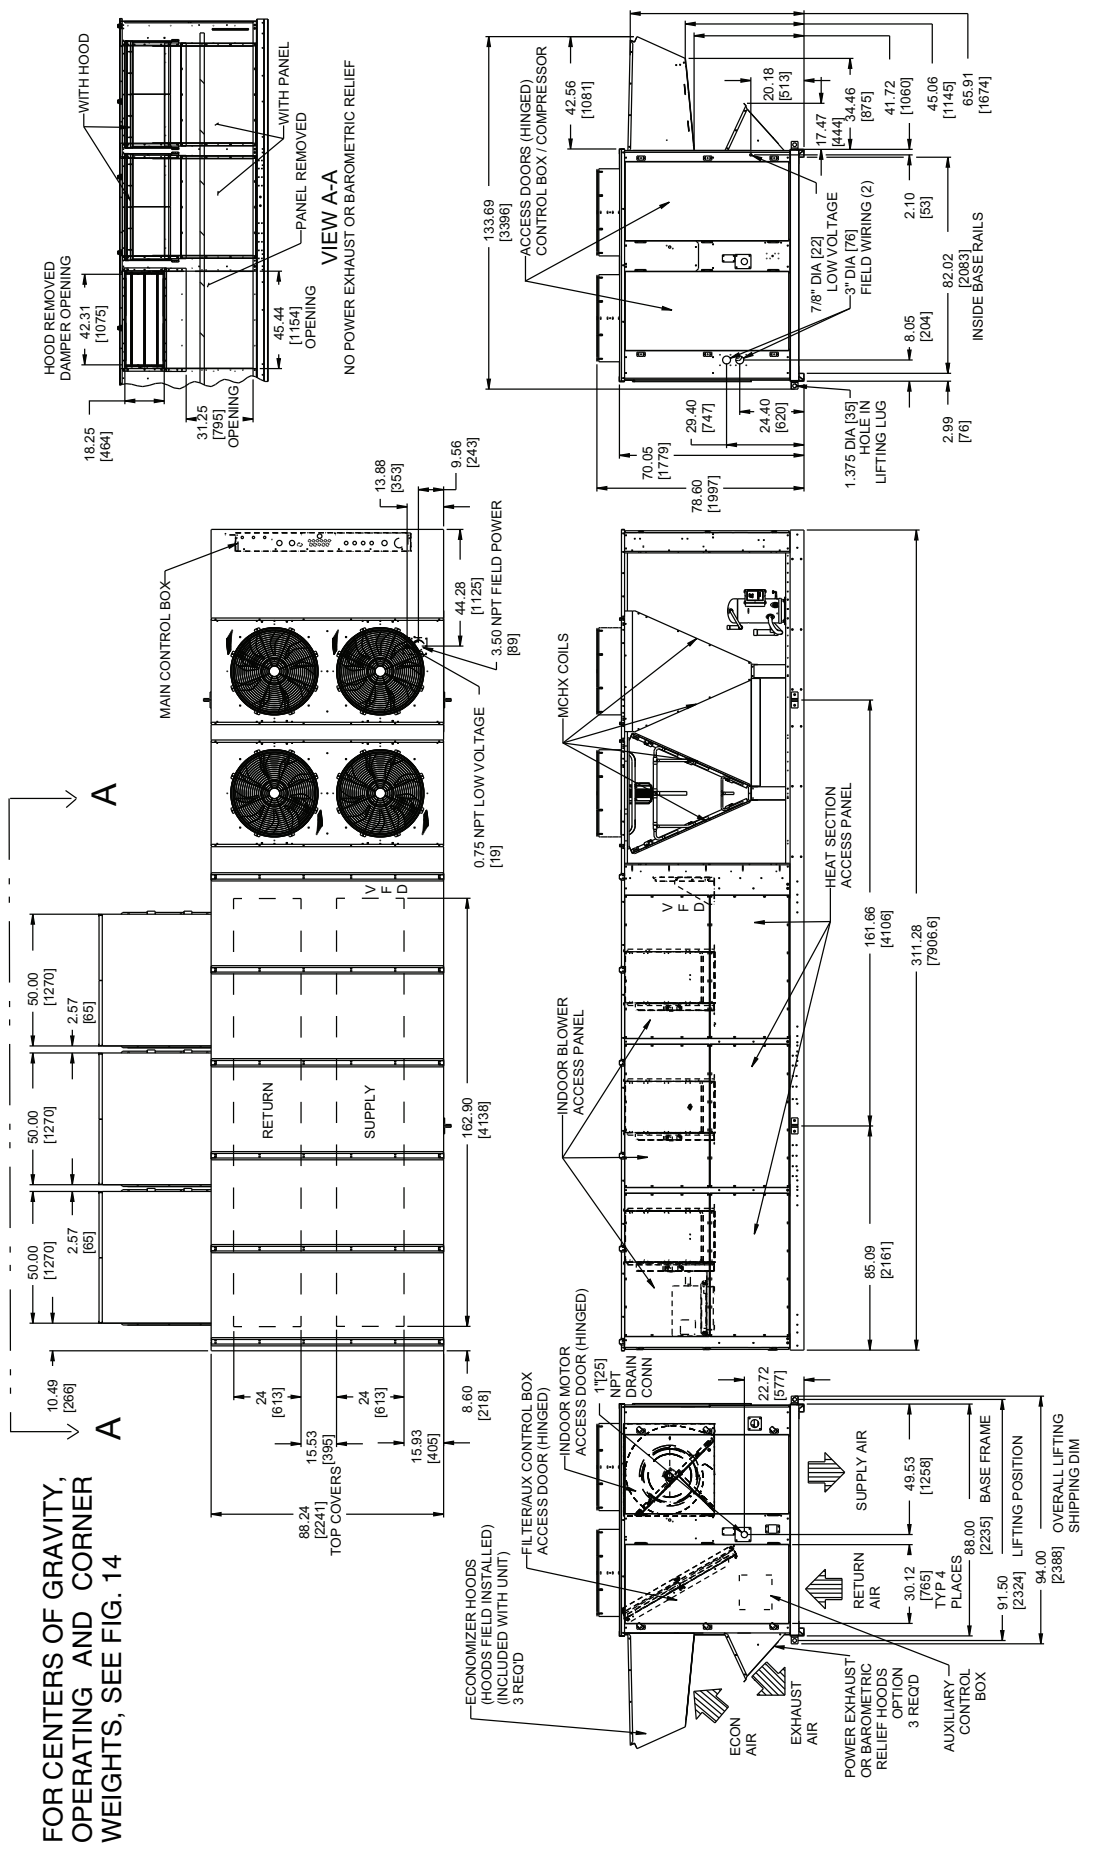 FOR CENTERS OF GRAVITY,
OPERATING AND CORNER
WEIGHTS, SEE FIG. 14
A
A
10.49
[266]
50.00
[1270]
2.57
[65]
50.00
[1270]
2.57
[65]
50.00
[1270]
RETURN
SUPPLY
V
F
D
24
[613]
24
[613]
15.53
[395]
15.93
[405]
88.24
[2241]
TOP COVERS
8.60
[218]
162.90
[4138]
MAIN CONTROL BOX
13.88
[353]
9.56
[243]
44.28
[1125]
3.50 NPT FIELD POWER
[89]
0.75 NPT LOW VOLTAGE
[19]
HOOD REMOVED
DAMPER OPENING
42.31
[1075]
18.25
[464]
31.25
[795]
OPENING
45.44
[1154]
OPENING
WITH HOOD
WITH PANEL
PANEL REMOVED
VIEW A-A
NO POWER EXHAUST OR BAROMETRIC RELIEF
ECONOMIZER HOODS
(HOODS FIELD INSTALLED)
(INCLUDED WITH UNIT)
3 REQ'D
FILTER/AUX CONTROL BOX
ACCESS DOOR (HINGED)
INDOOR MOTOR
ACCESS DOOR (HINGED)
1"[25]
NPT
DRAIN
CONN
22.72
[577]
ECON
AIR
EXHAUST
AIR
POWER EXHAUST
OR BAROMETRIC
RELIEF HOODS
OPTION
3 REQ'D
AUXILIARY
CONTROL
BOX
RETURN
AIR
SUPPLY AIR
30.12
[765]
TYP 4
PLACES
49.53
[1258]
88.00
[2235] BASE FRAME
91.50
[2324] LIFTING POSITION
94.00
[2388]
OVERALL LIFTING
SHIPPING DIM
INDOOR BLOWER
ACCESS PANEL
MCHX COILS
V
F
D
HEAT SECTION
ACCESS PANEL
85.09
[2161]
161.66
[4106]
311.28
[7906.6]
133.69
[3396]
ACCESS DOORS (HINGED)
CONTROL BOX / COMPRESSOR
42.56
[1081]
20.18
[513]
17.47
[444]
34.46
[875]
41.72
[1060]
45.06
[1145]
65.91
[1674]
78.60
[1997]
70.05
[1779]
29.40
[747]
24.40
[620]
7/8" DIA [22]
LOW VOLTAGE
3" DIA [76]
FIELD WIRING (2)
1.375 DIA [35]
HOLE IN
LIFTING LUG
8.05
[204]
2.10
[53]
2.99
[76]
82.02
[2083]
INSIDE BASE RAILS